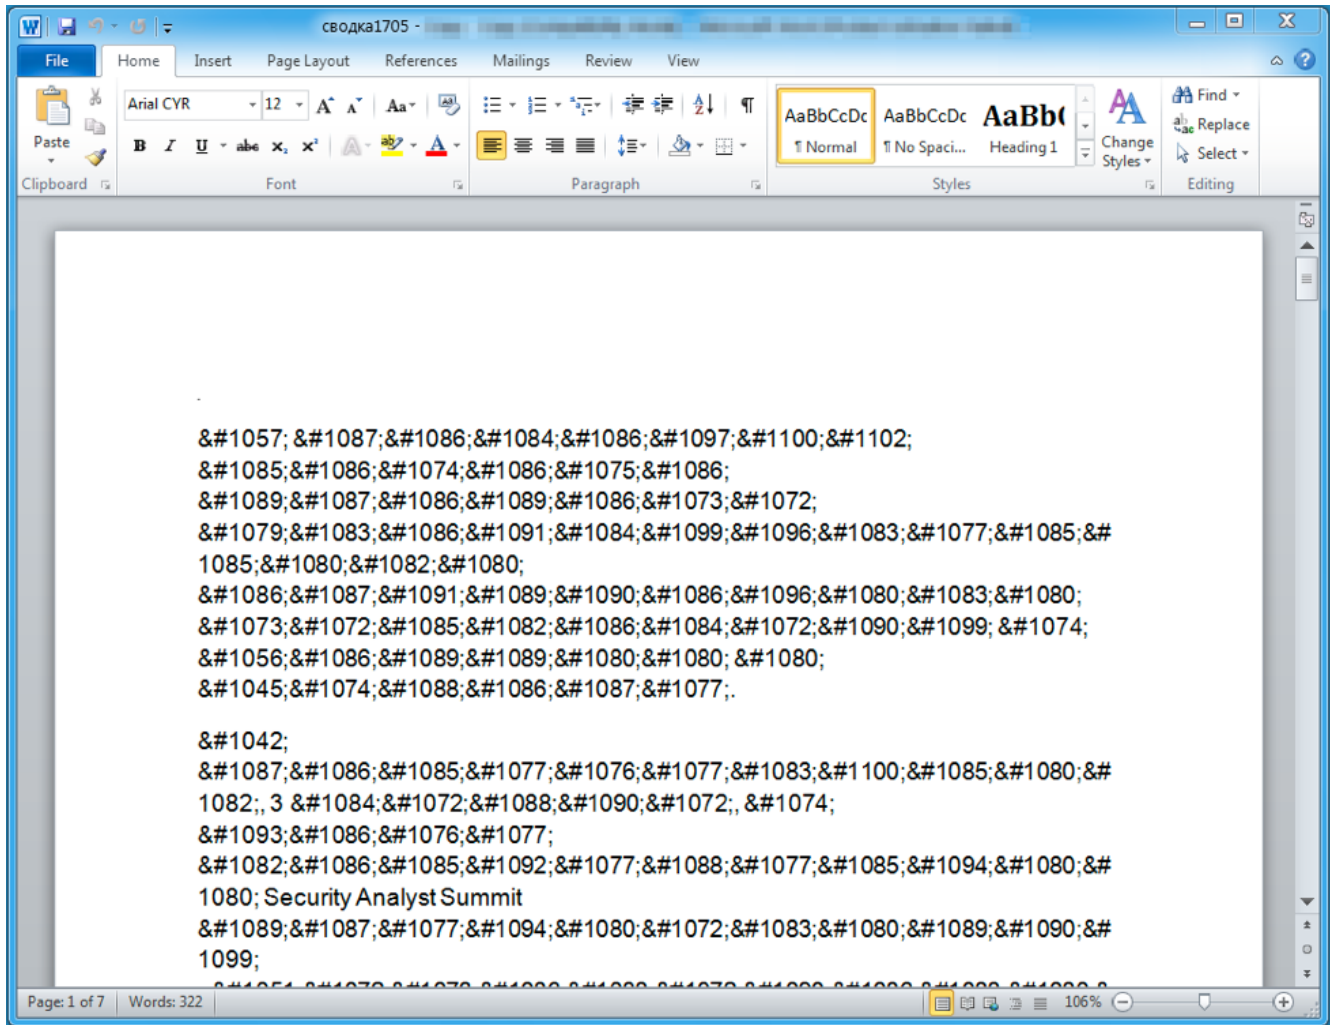 сводка1705 -
File Home Insert Page Layout References Mailings Review View
Paste
Clipboard
Arial CYR 12
Font
Paragraph
AaBbCcDc AaBbCcDc AaBb(
¶ Normal ¶ No Spaci... Heading 1
Change Styles
Styles
Find
Replace
Select
Editing
&#1057; &#1087;&#1086;&#1084;&#1086;&#1097;&#1100;&#1102;
&#1085;&#1086;&#1074;&#1086;&#1075;&#1086;
&#1089;&#1087;&#1086;&#1089;&#1086;&#1073;&#1072;
&#1079;&#1083;&#1086;&#1091;&#1084;&#1099;&#1096;&#1083;&#1077;&#1085;&#
1085;&#1080;&#1082;&#1080;
&#1086;&#1087;&#1091;&#1089;&#1090;&#1086;&#1096;&#1080;&#1083;&#1080;
&#1073;&#1072;&#1085;&#1082;&#1086;&#1084;&#1072;&#1090;&#1099; &#1074;
&#1056;&#1086;&#1089;&#1089;&#1080;&#1080; &#1080;
&#1045;&#1074;&#1088;&#1086;&#1087;&#1077;.
&#1042;
&#1087;&#1086;&#1085;&#1077;&#1076;&#1077;&#1083;&#1100;&#1085;&#1080;&#
1082;, 3 &#1084;&#1072;&#1088;&#1090;&#1072;, &#1074;
&#1093;&#1086;&#1076;&#1077;
&#1082;&#1086;&#1085;&#1092;&#1077;&#1088;&#1077;&#1085;&#1094;&#1080;&#
1080; Security Analyst Summit
&#1089;&#1087;&#1077;&#1094;&#1080;&#1072;&#1083;&#1080;&#1089;&#1090;&#
1099;
Page: 1 of 7 Words: 322 106%